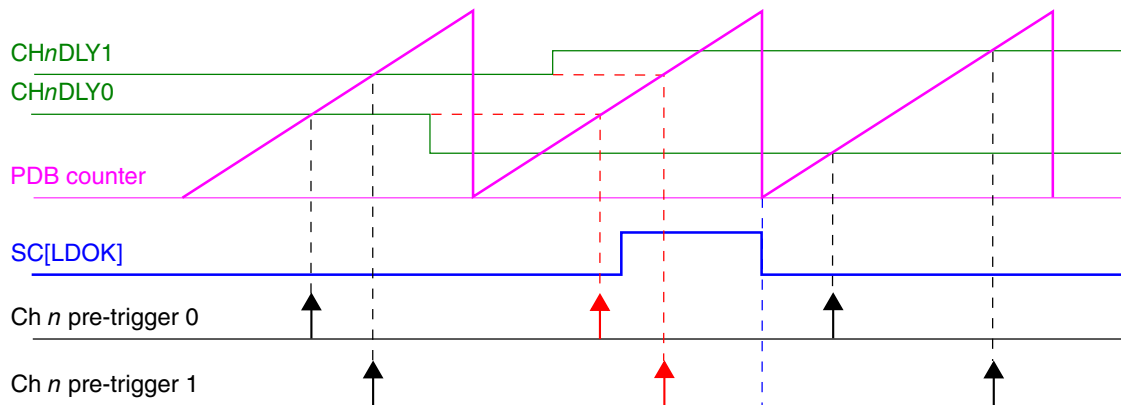 CHnDLY1
CHnDLY0
PDB counter
SC[LDOK]
Ch n pre-trigger 0
Ch n pre-trigger 1